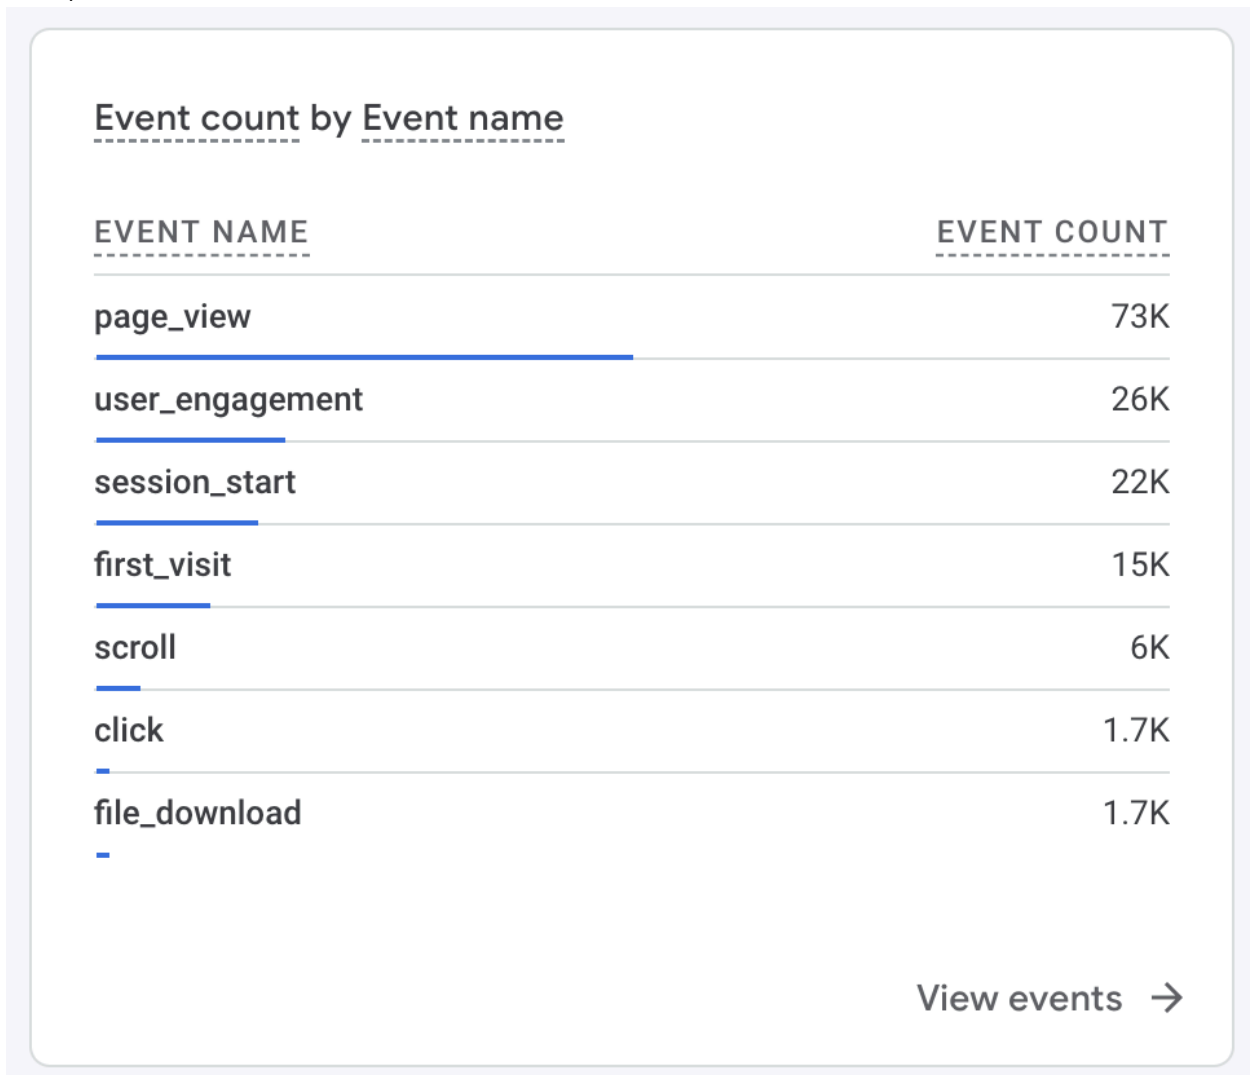 Event count by Event name
EVENT NAME EVENT COUNT
page_view 73K
user_engagement 26K
session_start 22K
first_visit 15K
scroll 6K
click 1.7K
file_download 1.7K
View events →